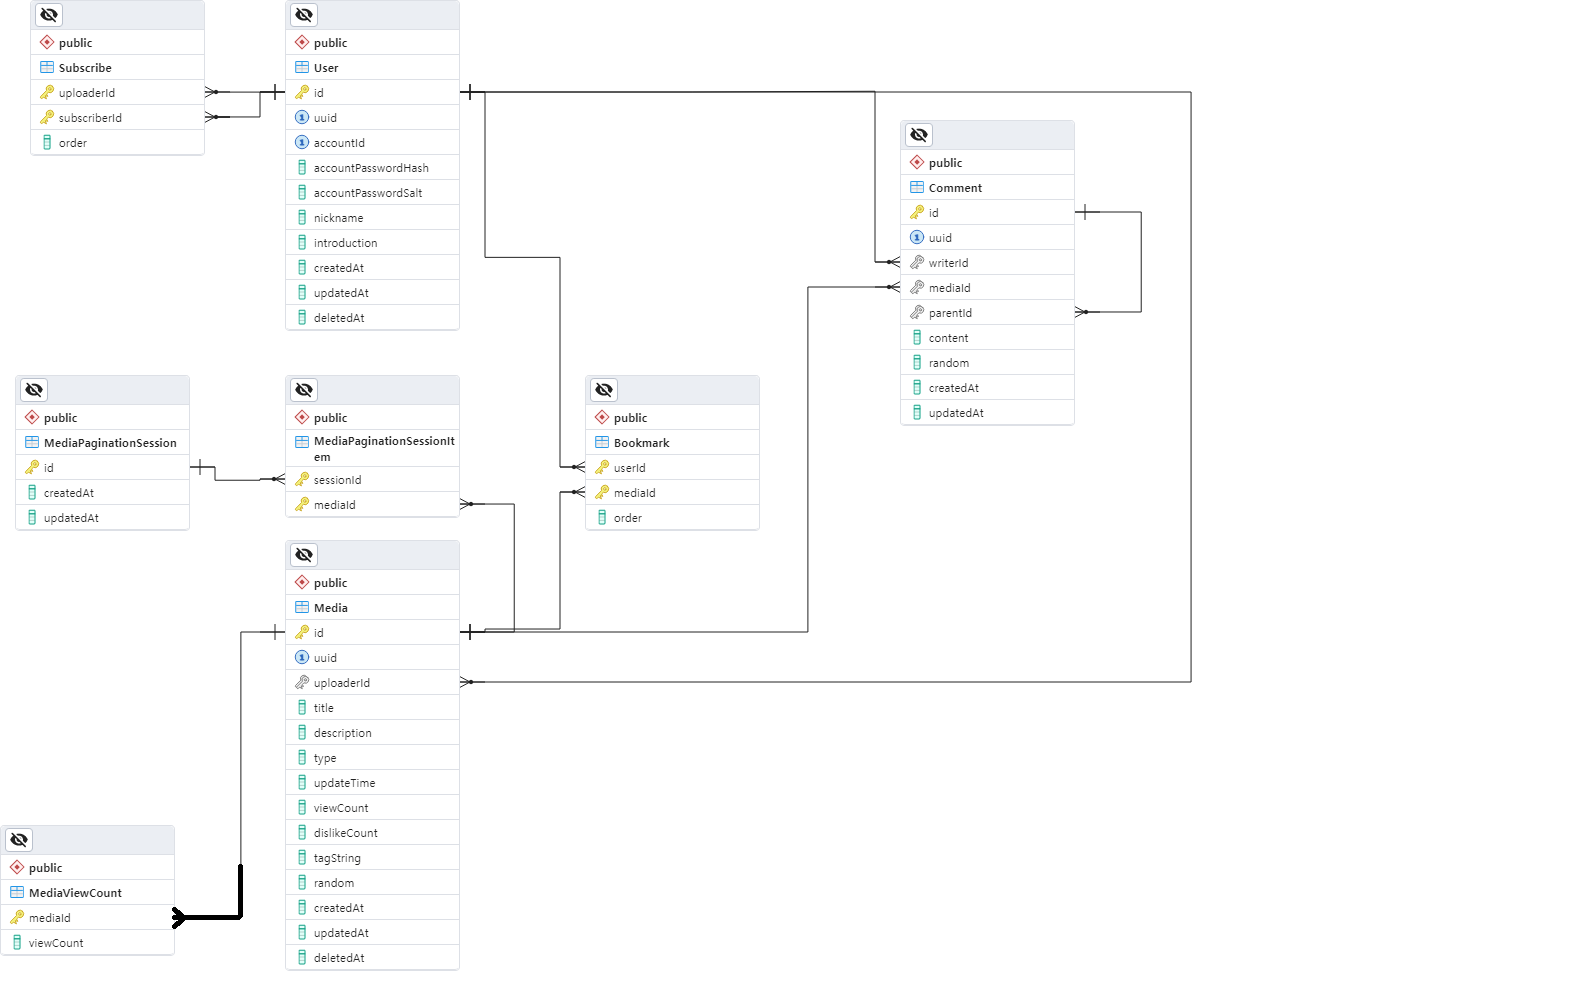 public
Subscribe
uploaderId
subscriberId
order
public
User
id
uuid
accountId
accountPasswordHash
accountPasswordSalt
nickname
introduction
createdAt
updatedAt
deletedAt
public
Comment
id
uuid
writerId
mediaId
parentId
content
random
createdAt
updatedAt
public
MediaPaginationSession
id
createdAt
updatedAt
public
MediaPaginationSessionIt
em
sessionId
mediaId
public
Bookmark
userId
mediaId
order
public
Media
id
uuid
uploaderId
title
description
type
updateTime
viewCount
dislikeCount
tagString
random
createdAt
updatedAt
deletedAt
public
MediaViewCount
mediaId
viewCount